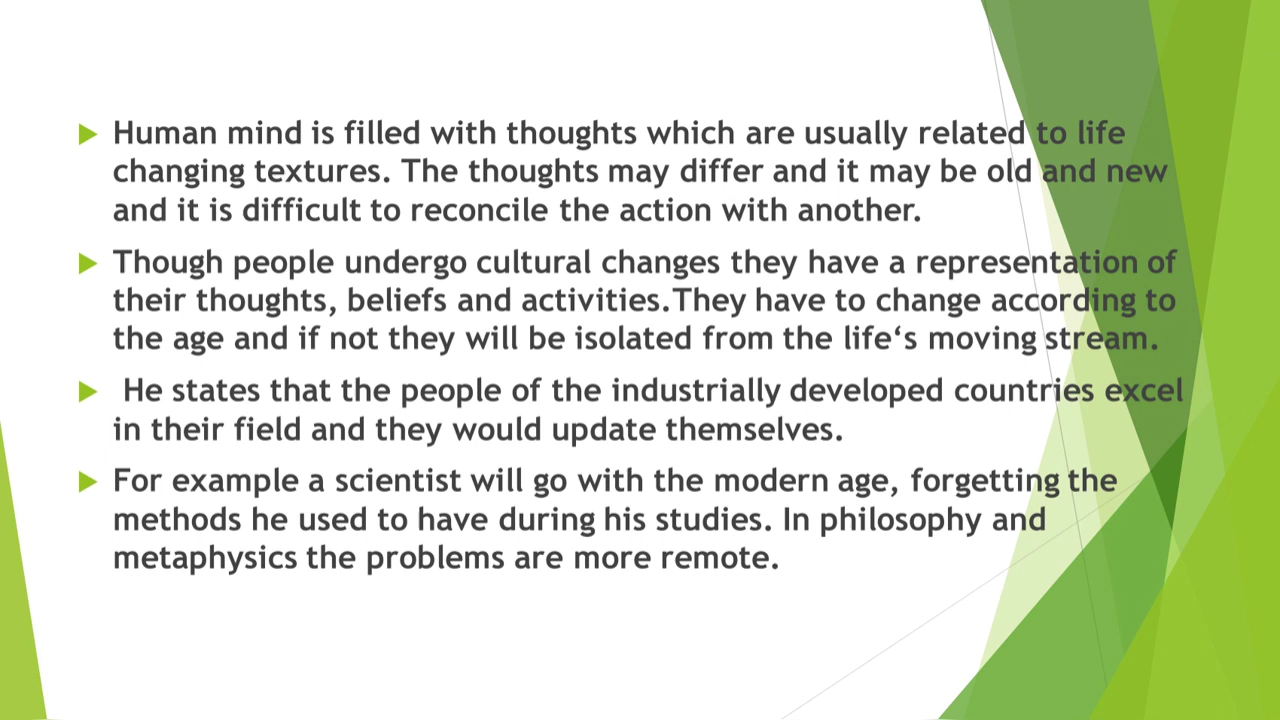 Human mind is filled with thoughts which are usually related to life
changing textures. The thoughts may differ and it may be old and new
and it is difficult to reconcile the action with another.
Though people undergo cultural changes they have a representation of
their thoughts, beliefs and activities.They have to change according to
the age and if not they will be isolated from the life‘s moving stream.
He states that the people of the industrially developed countries excel
in their field and they would update themselves.
For example a scientist will go with the modern age, forgetting the
methods he used to have during his studies. In philosophy and
metaphysics the problems are more remote.